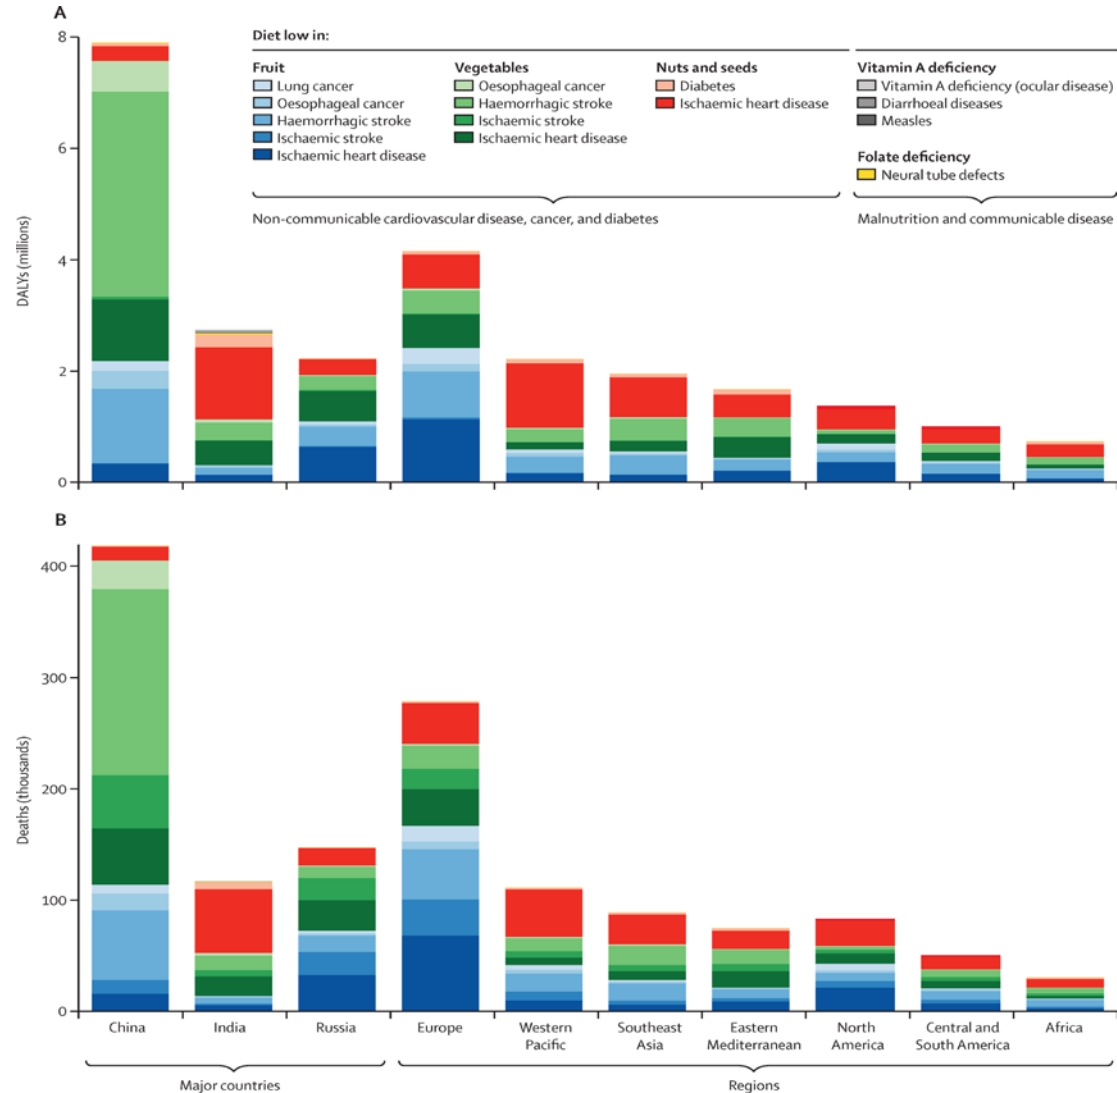 A
8
6
4
2
0
DALYs (millions)
Diet low in:
Fruit
Lung cancer
Oesophageal cancer
Haemorrhagic stroke
Ischaemic stroke
Ischaemic heart disease
Vegetables
Oesophageal cancer
Haemorrhagic stroke
Ischaemic stroke
Ischaemic heart disease
Nuts and seeds
Diabetes
Ischaemic heart disease
Vitamin A deficiency
Vitamin A deficiency (ocular disease)
Diarrhoeal diseases
Measles
Folate deficiency
Neural tube defects
Non-communicable cardiovascular disease, cancer, and diabetes
Malnutrition and communicable disease
B
400
300
200
100
0
Deaths (thousands)
China
India
Russia
Europe
Western
Pacific
Southeast
Asia
Eastern
Mediterranean
North
America
Central and
South America
Africa
Major countries
Regions